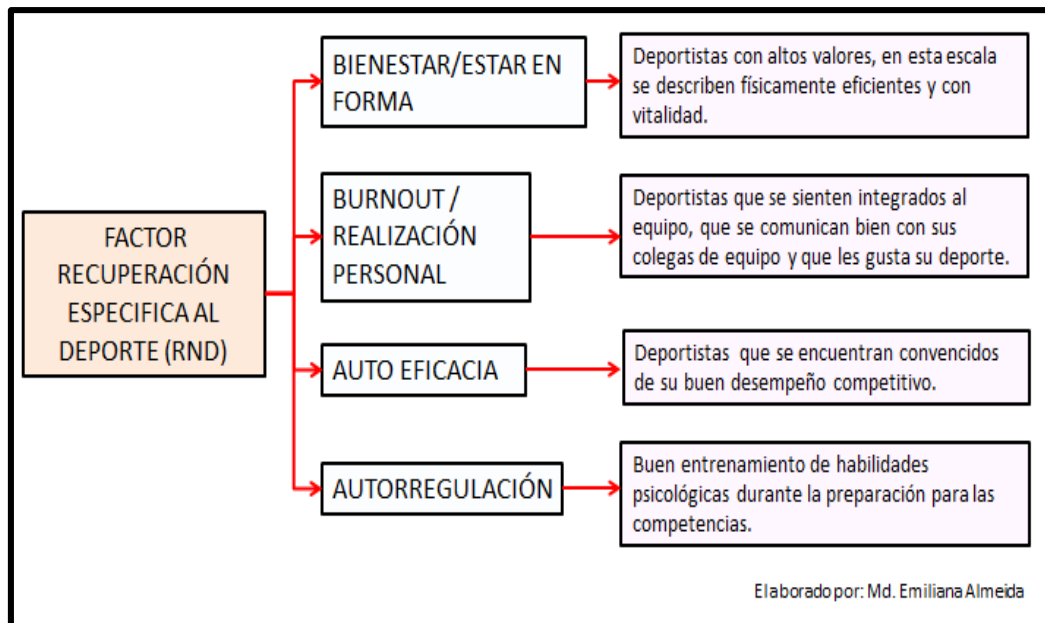 FACTOR
RECUPERACIÓN
ESPECIFICA AL
DEPORTE (RND)
BIENESTAR/ESTAR EN
FORMA
Deportistas con altos valores, en esta escala
se describen físicamente eficientes y con
vitalidad.
BURNOUT /
REALIZACIÓN
PERSONAL
Deportistas que se sienten integrados al
equipo, que se comunican bien con sus
colegas de equipo y que les gusta su deporte.
AUTO EFICACIA
Deportistas que se encuentran convencidos
de su buen desempeño competitivo.
AUTORREGULACIÓN
Buen entrenamiento de habilidades
psicológicas durante la preparación para las
competencias.
Elaborado por: Md. Emiliana Almeida